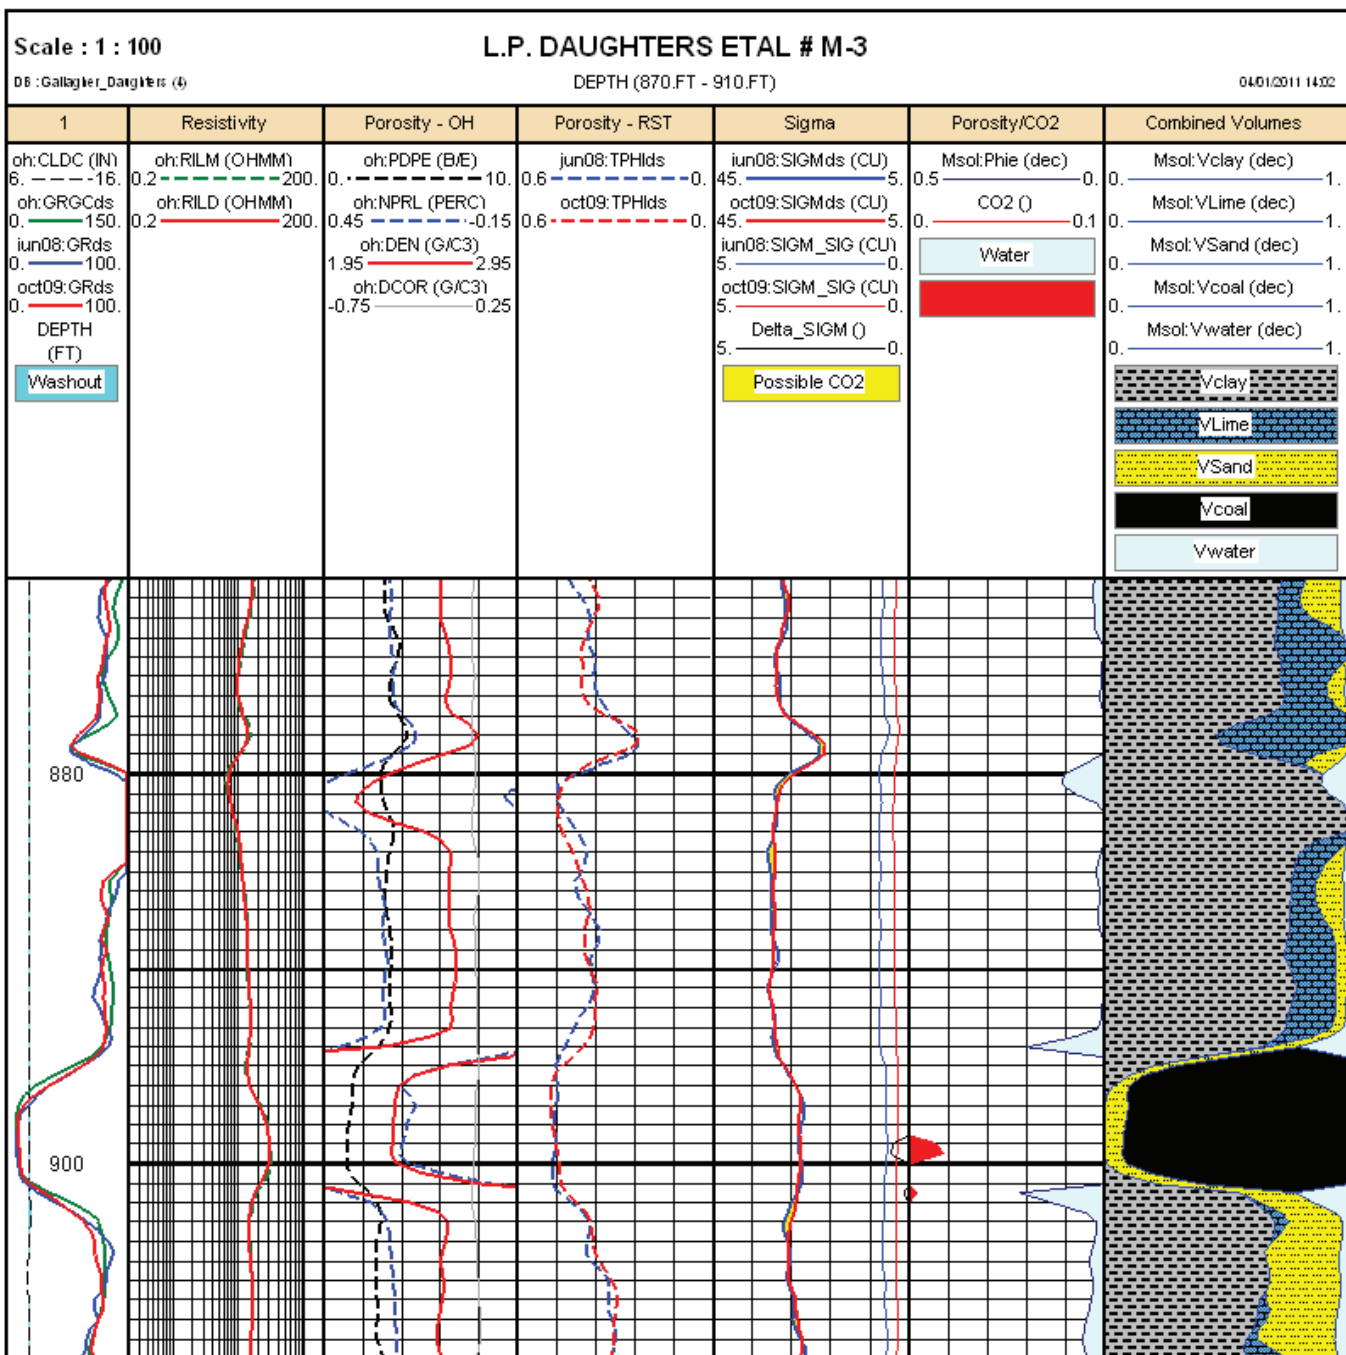 Scale : 1 : 100
L.P. DAUGHTERS ETAL # M-3
DB :Gallagher_Daughters (4)
DEPTH (870.FT - 910.FT)
04/01/2011 14:02
1
Resistivity
Porosity - OH
Porosity - RST
Sigma
Porosity/CO2
Combined Volumes
oh:CLDC (IN)
6. 16.
oh:GRGCds
0. 150.
jun08:GRds
0. 100.
oct09:GRds
0. 100.
DEPTH
(FT)
Washout
oh:RILM (OHMM)
0.2 200.
oh:RILD (OHMM)
0.2 200.
oh:PDPE (B/E)
0. 10.
oh:NPRL (PERC)
0.45 -0.15
oh:DEN (G/C3)
1.95 2.95
oh:DCOR (G/C3)
-0.75 0.25
jun08:TPHIds
0.6 0.
oct09:TPHIds
0.6 0.
jun08:SIGMds (CU)
45. 5.
oct09:SIGMds (CU)
45. 5.
jun08:SIGM_SIG (CU)
5. 0.
oct09:SIGM_SIG (CU)
5. 0.
Delta_SIGM ()
5. 0.
Possible CO2
Msol:Phie (dec)
0.5 0.
CO2 ()
0. 0.1
Water
Msol:Vclay (dec)
0. 1.
Msol:VLime (dec)
0. 1.
Msol:VSand (dec)
0. 1.
Msol:Vcoal (dec)
0. 1.
Msol:Vwater (dec)
0. 1.
Vclay
VLime
VSand
Vcoal
Vwater
880
900